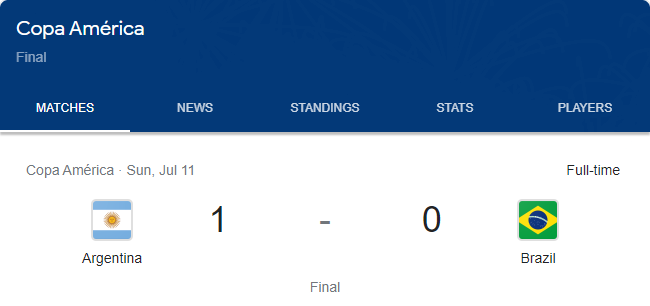 Copa América
Final
MATCHES NEWS STANDINGS STATS PLAYERS
Copa América · Sun, Jul 11 Full-time
1 - 0
Argentina Brazil
Final